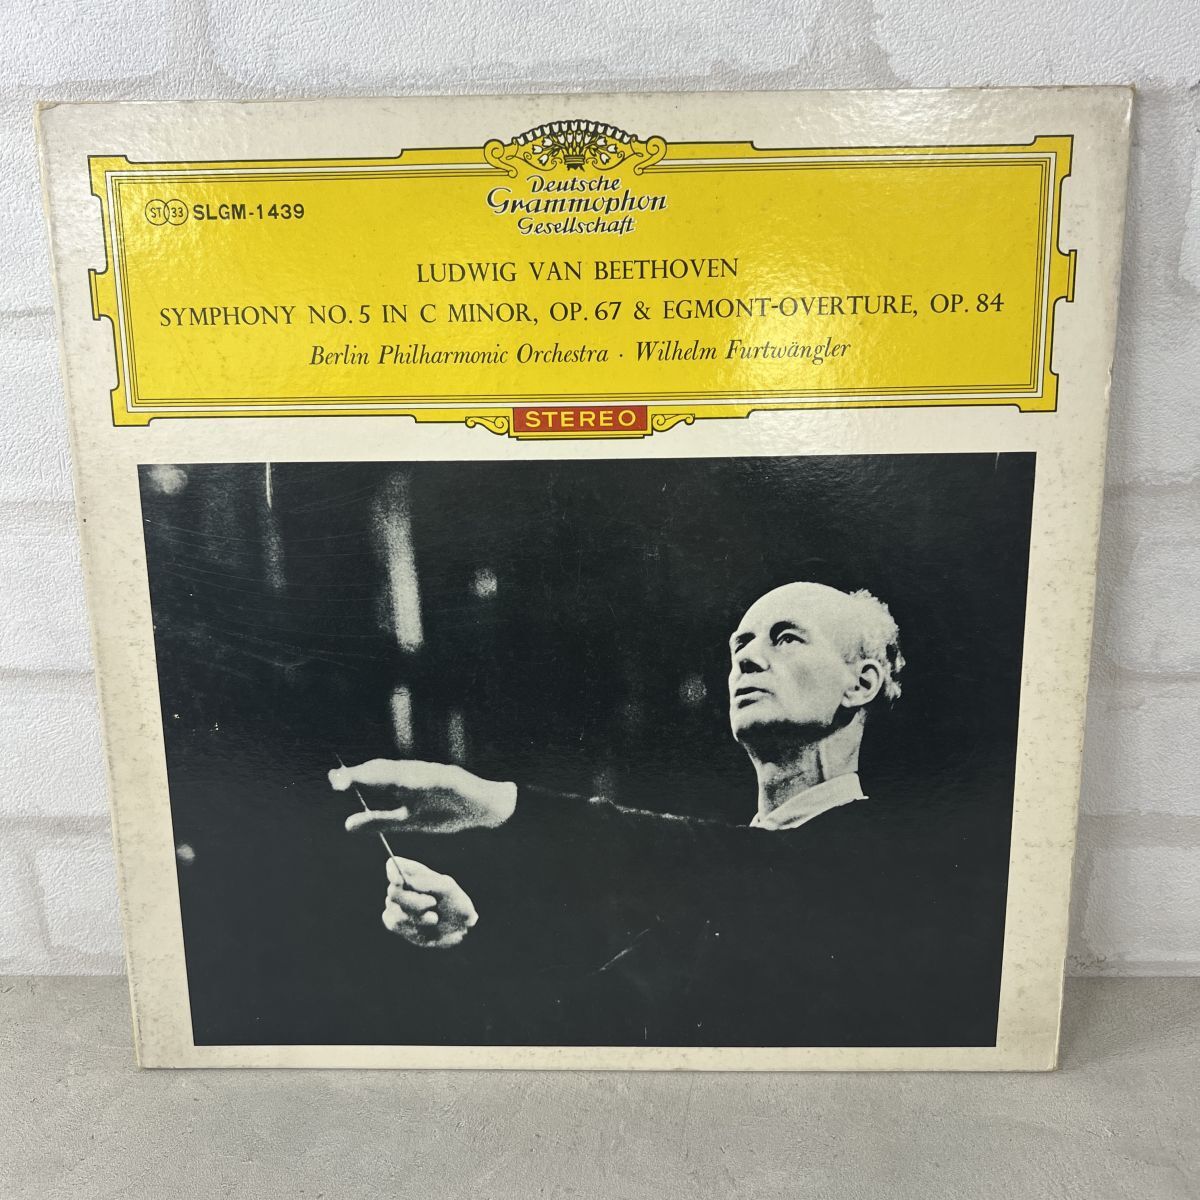 ST 33 SLGM-1439
Deutsche
Grammophon
Gesellschaft
LUDWIG VAN BEETHOVEN
SYMPHONY NO. 5 IN C MINOR, OP. 67 & EGMONT-OVERTURE, OP. 84
Berlin Philharmonic Orchestra · Wilhelm Furtwängler
STEREO